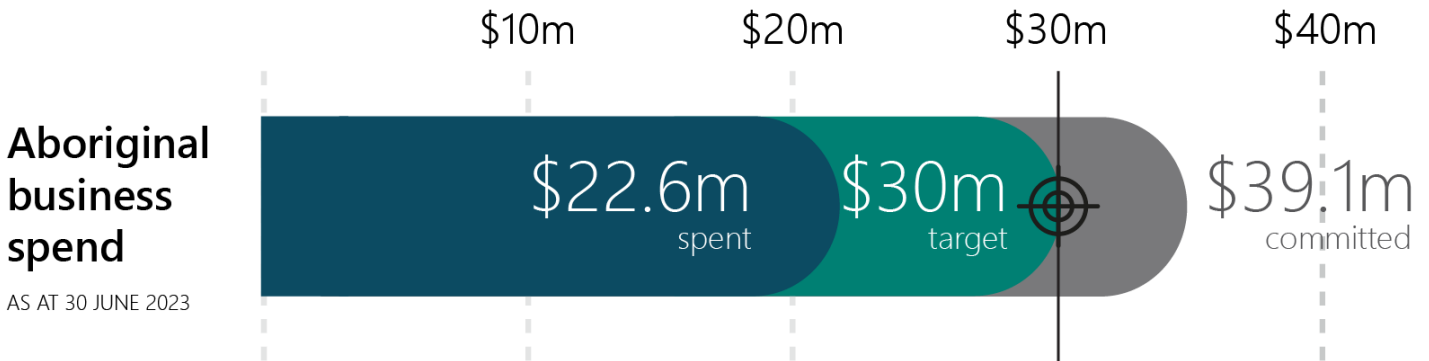 $10m $20m $30m $40m
Aboriginal
business
spend
AS AT 30 JUNE 2023
$22.6m
spent
$30m
target
$39.1m
committed